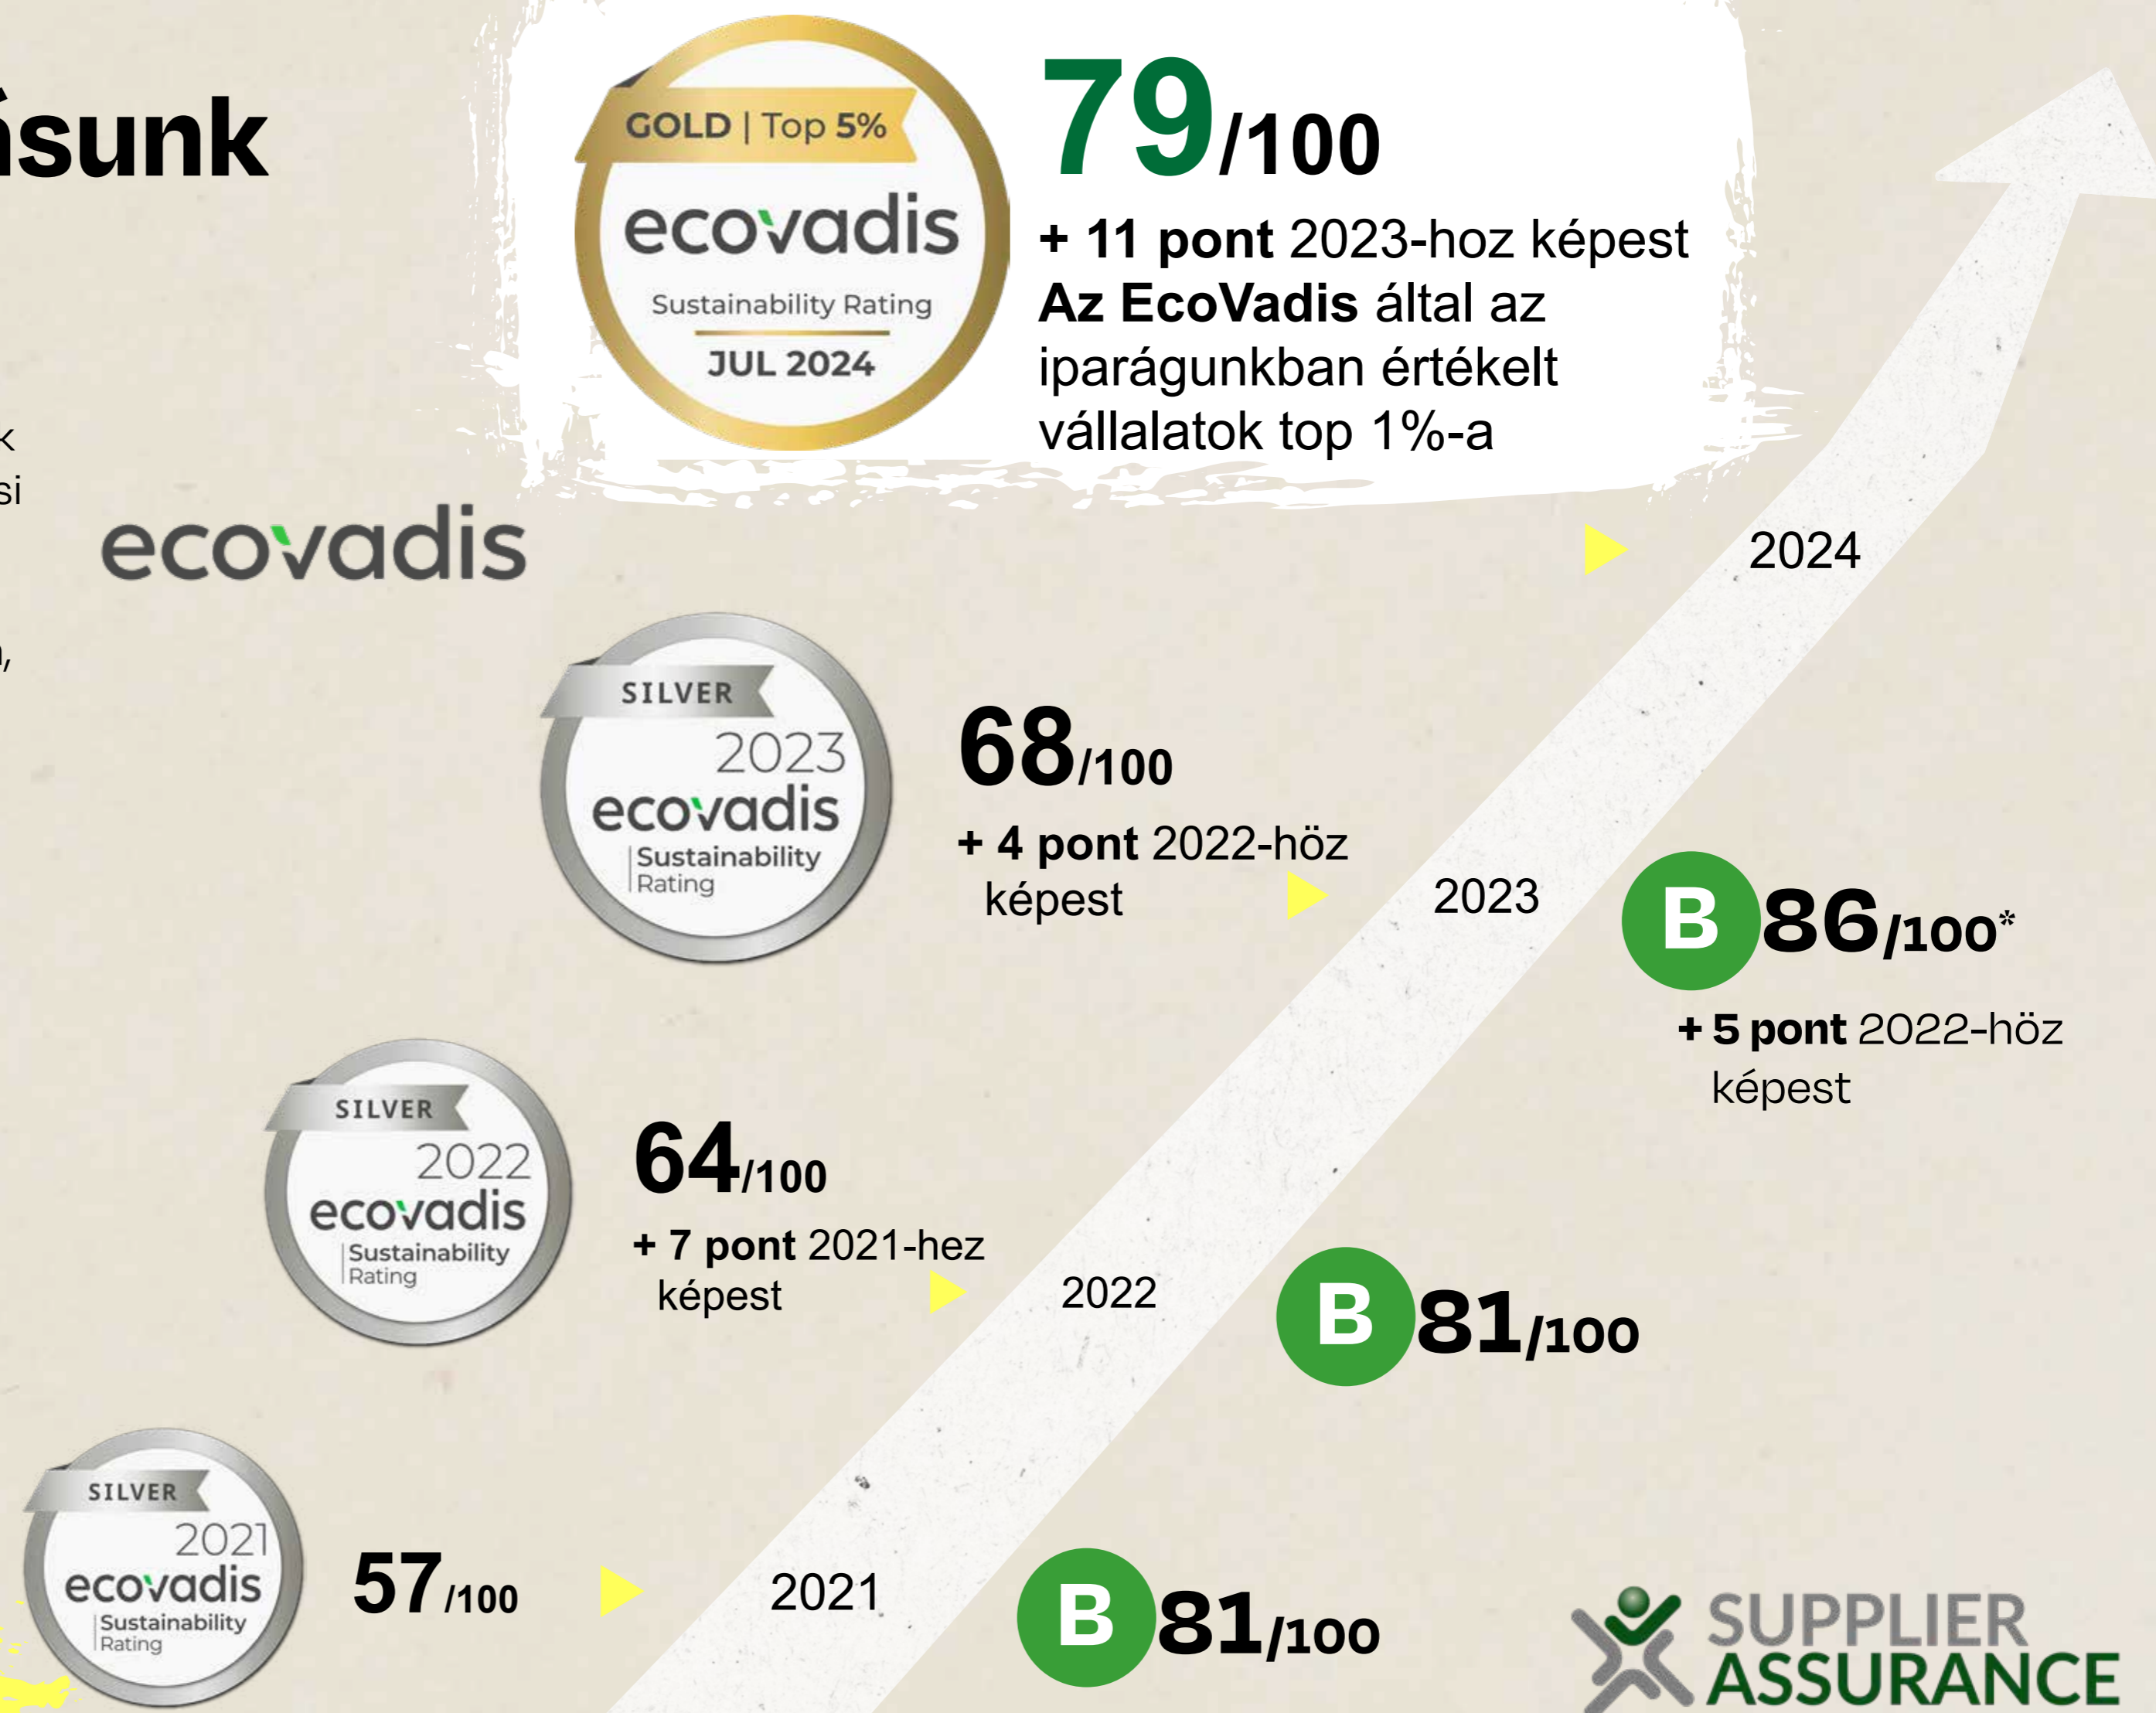 GOLD | Top 5%
ecovadis
Sustainability Rating
JUL 2024
79/100
+ 11 pont 2023-hoz képest
Az EcoVadis által az
iparágunkban értékelt
vállalatok top 1%-a
ecovadis
2024
SILVER
2023
ecovadis
Sustainability
Rating
68/100
+ 4 pont 2022-höz
képest
2023
B 86/100*
+ 5 pont 2022-höz
képest
SILVER
2022
ecovadis
Sustainability
Rating
64/100
+ 7 pont 2021-hez
képest
2022
B 81/100
SILVER
2021
ecovadis
Sustainability
Rating
57/100
2021
B 81/100
SUPPLIER
ASSURANCE